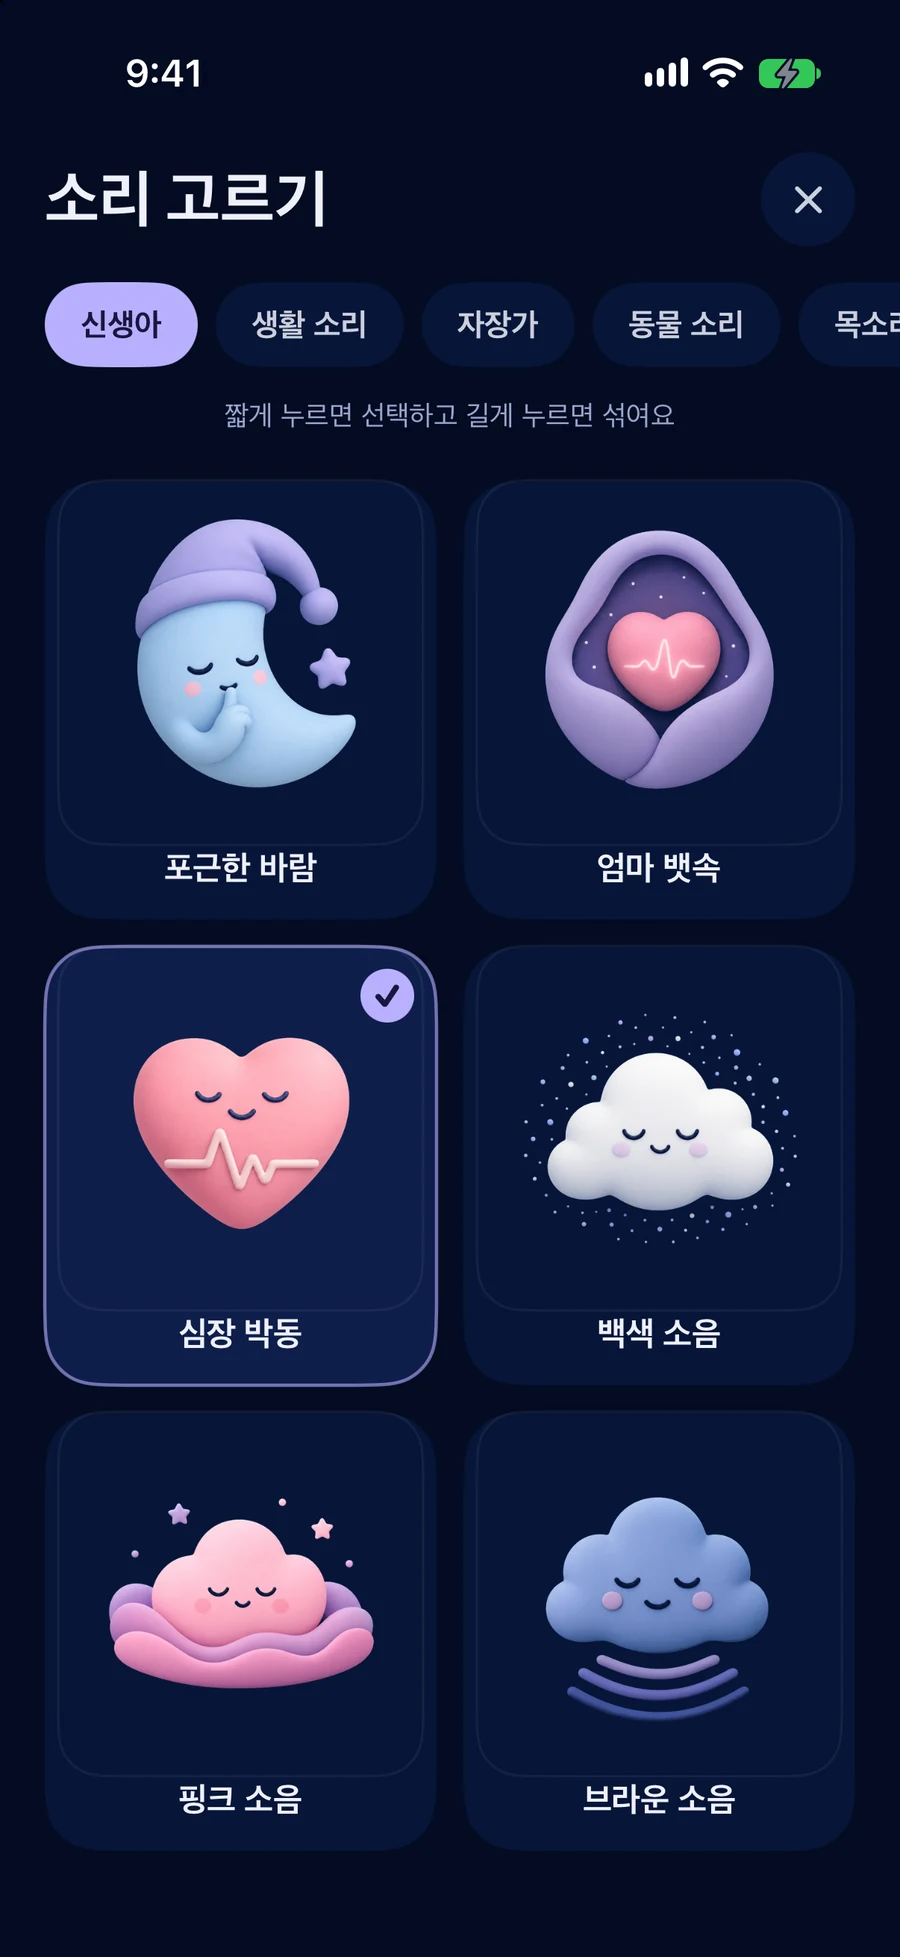 9:41
소리 고르기
신생아 생활 소리 자장가 동물 소리 목소리
짧게 누르면 선택하고 길게 누르면 섞여요
포근한 바람 엄마 뱃속
심장 박동 백색 소음
핑크 소음 브라운 소음